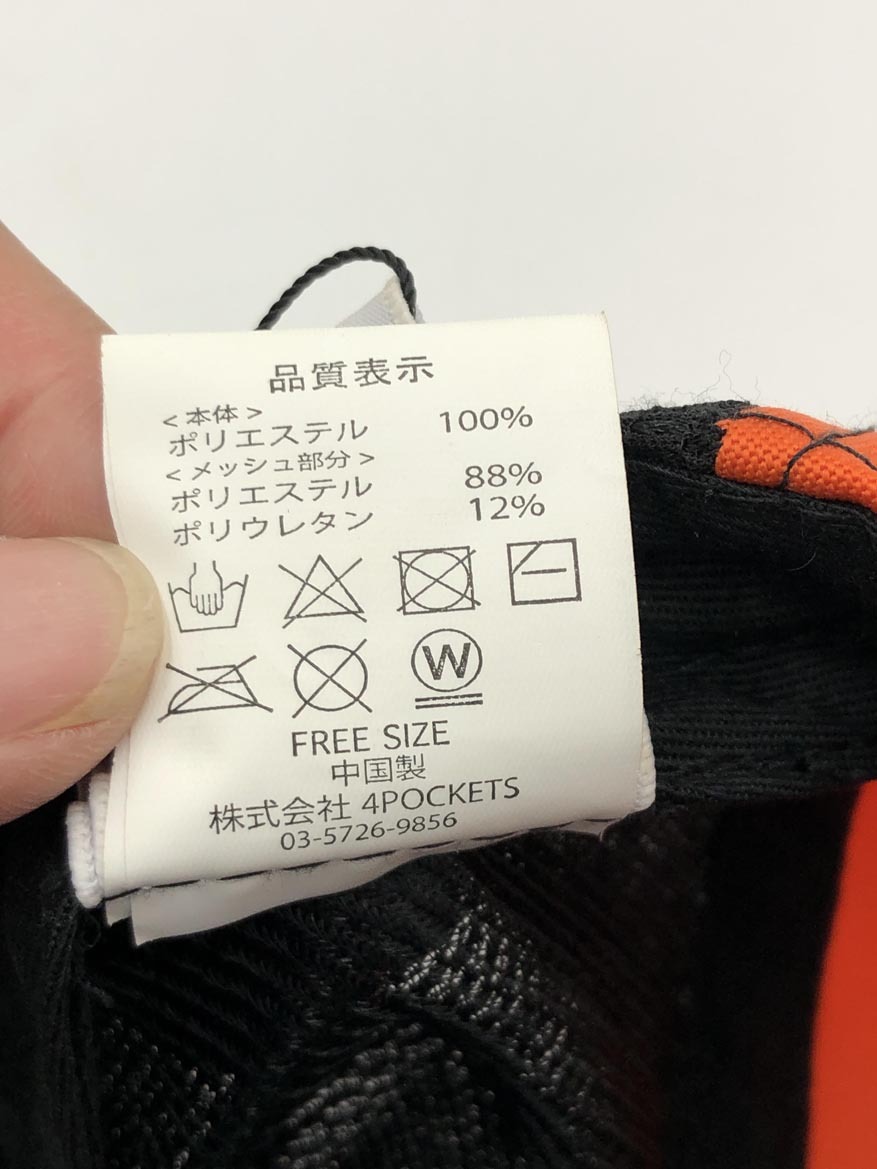 品質表示
<本体>
ポリエステル 100%
<メッシュ部分>
ポリエステル 88%
ポリウレタン 12%
W
FREE SIZE
中国製
株式会社 4POCKETS
03-5726-9856